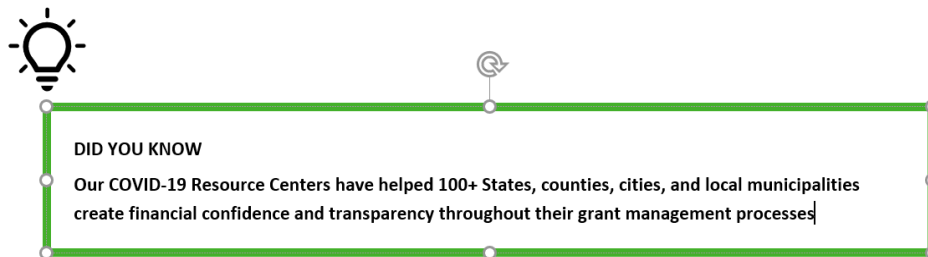 DID YOU KNOW
Our COVID-19 Resource Centers have helped 100+ States, counties, cities, and local municipalities
create financial confidence and transparency throughout their grant management processes